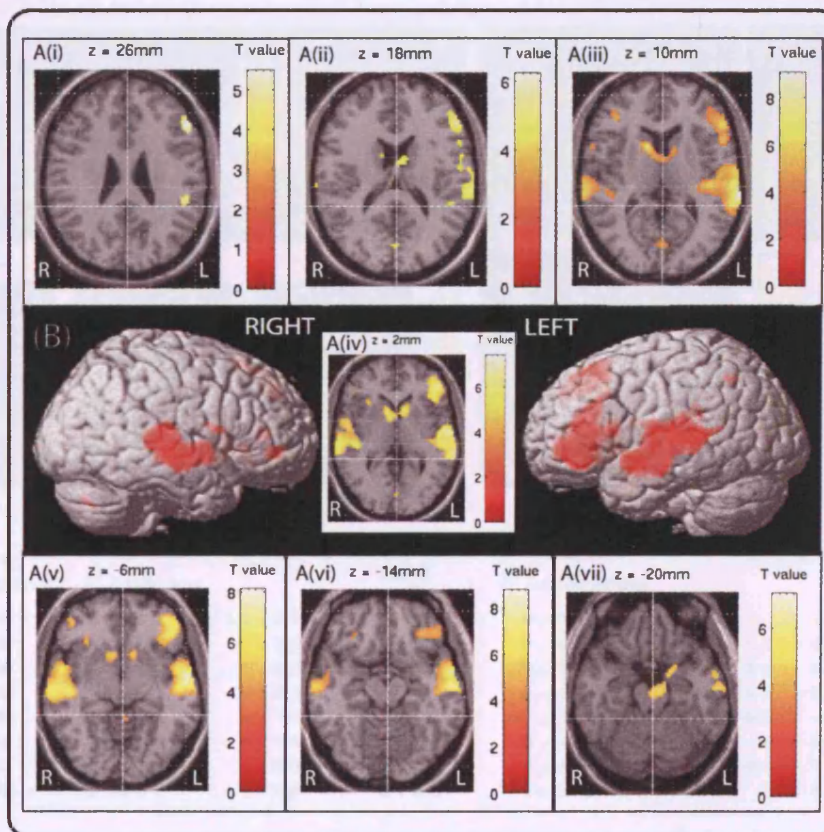 A(i) z = 26mm T value
5
4
3
2
1
0
R L
A(ii) z = 18mm T value
6
4
2
0
R L
A(iii) z = 10mm T value
8
6
4
2
0
R L
(B) RIGHT
A(iv) z = 2mm T value
6
4
2
0
R L
LEFT
A(v) z = -6mm T value
8
6
4
2
0
R L
A(vi) z = -14mm T value
8
6
4
2
0
R L
A(vii) z = -20mm T value
6
4
2
0
R L